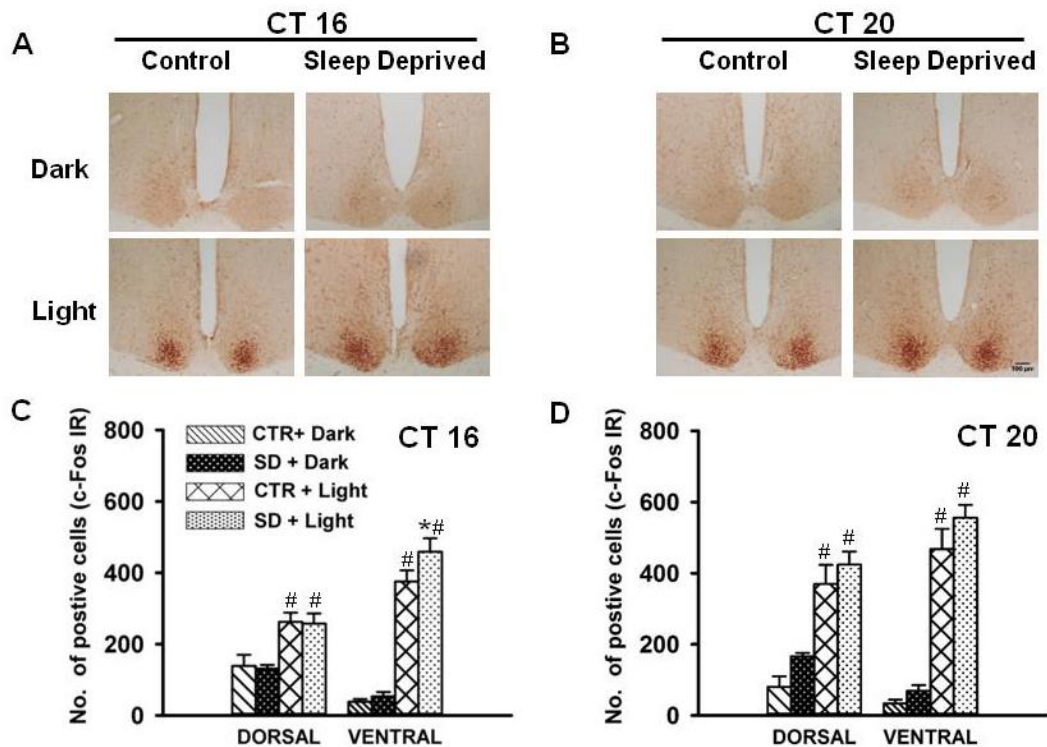 CT 16
A
Control Sleep Deprived
CT 20
B
Control Sleep Deprived
Dark
Light
100 μm
C
CT 16
800
600
400
200
0
No. of postive cells (c-Fos IR)
CTR+ Dark
SD + Dark
CTR + Light
SD + Light
# #
#
*#
DORSAL VENTRAL
D
CT 20
800
600
400
200
0
No. of postive cells (c-Fos IR)
# #
# #
DORSAL VENTRAL